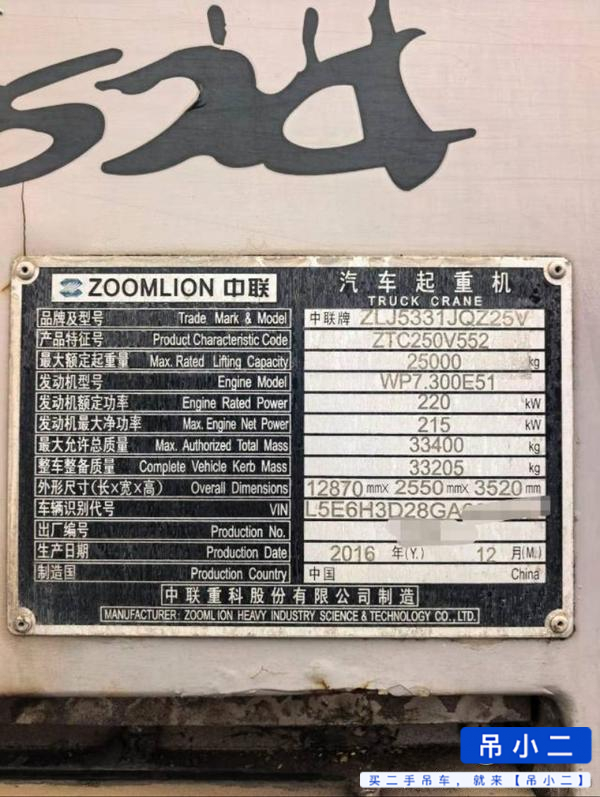 ZOOMLION 中联 汽车起重机
TRUCK CRANE
品牌及型号 Trade Mark & Model 中联牌 ZLJ5331JQZ25V
产品特征号 Product Characteristic Code ZTC250V552
最大额定起重量 Max. Rated Lifting Capacity 25000 kg
发动机型号 Engine Model WP7.300E51
发动机额定功率 Engine Rated Power 220 kW
发动机最大净功率 Max. Engine Net Power 215 kW
最大允许总质量 Max. Authorized Total Mass 33400 kg
整车整备质量 Complete Vehicle Kerb Mass 33205 kg
外形尺寸(长×宽×高) Overall Dimensions 12870 mm× 2550 mm× 3520 mm
车辆识别代号 VIN L5E6H3D28GA
出厂编号 Production No.
生产日期 Production Date 2016 年(Y.) 12 月(M.)
制造国 Production Country 中国 China
中联重科股份有限公司制造
MANUFACTURER: ZOOMLION HEAVY INDUSTRY SCIENCE & TECHNOLOGY CO., LTD.
吊小二
买二手吊车,就来【吊小二】